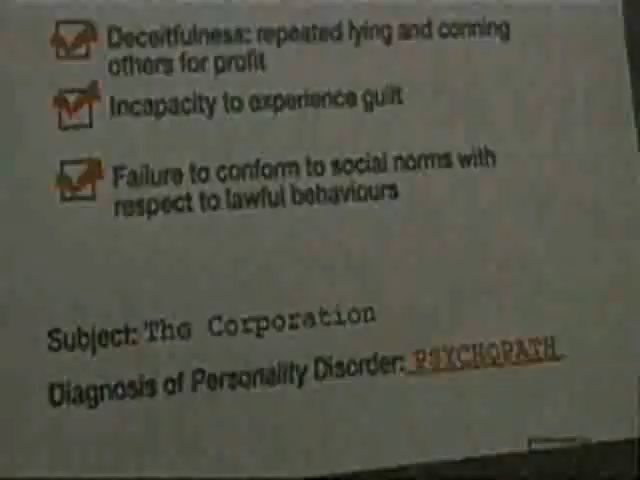 Deceitfulness: repeated lying and conning
others for profit
Incapacity to experience guilt
Failure to conform to social norms with
respect to lawful behaviours
Subject: The Corporation
Diagnosis of Personality Disorder: PSYCHOPATH